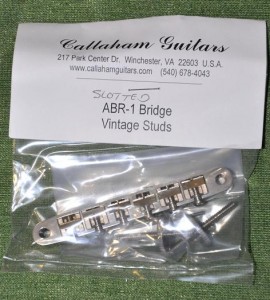 Callaham Guitars
217 Park Center Dr. Winchester, VA 22603 U.S.A.
www.callahamguitars.com (540) 678-4043
SLOTTED
ABR-1 Bridge
Vintage Studs